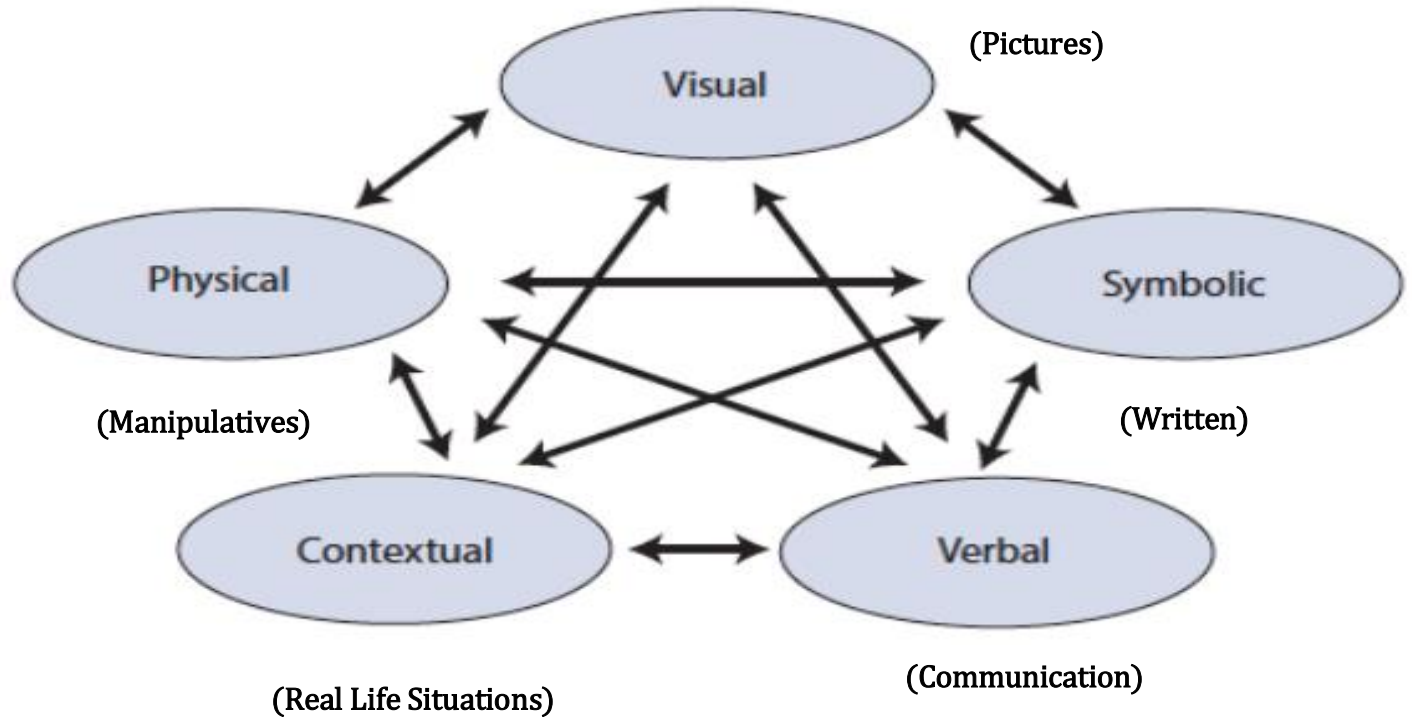 (Pictures)
Visual
Physical
Symbolic
(Manipulatives)
(Written)
Contextual
Verbal
(Real Life Situations)
(Communication)